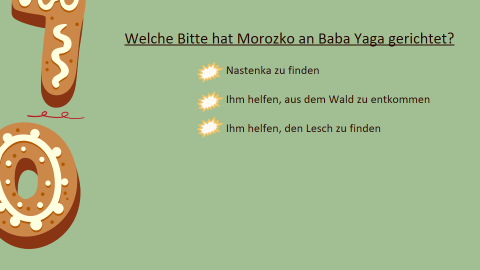 Welche Bitte hat Morozko an Baba Yaga gerichtet?
Nastenka zu finden
Ihm helfen, aus dem Wald zu entkommen
Ihm helfen, den Lesch zu finden
10